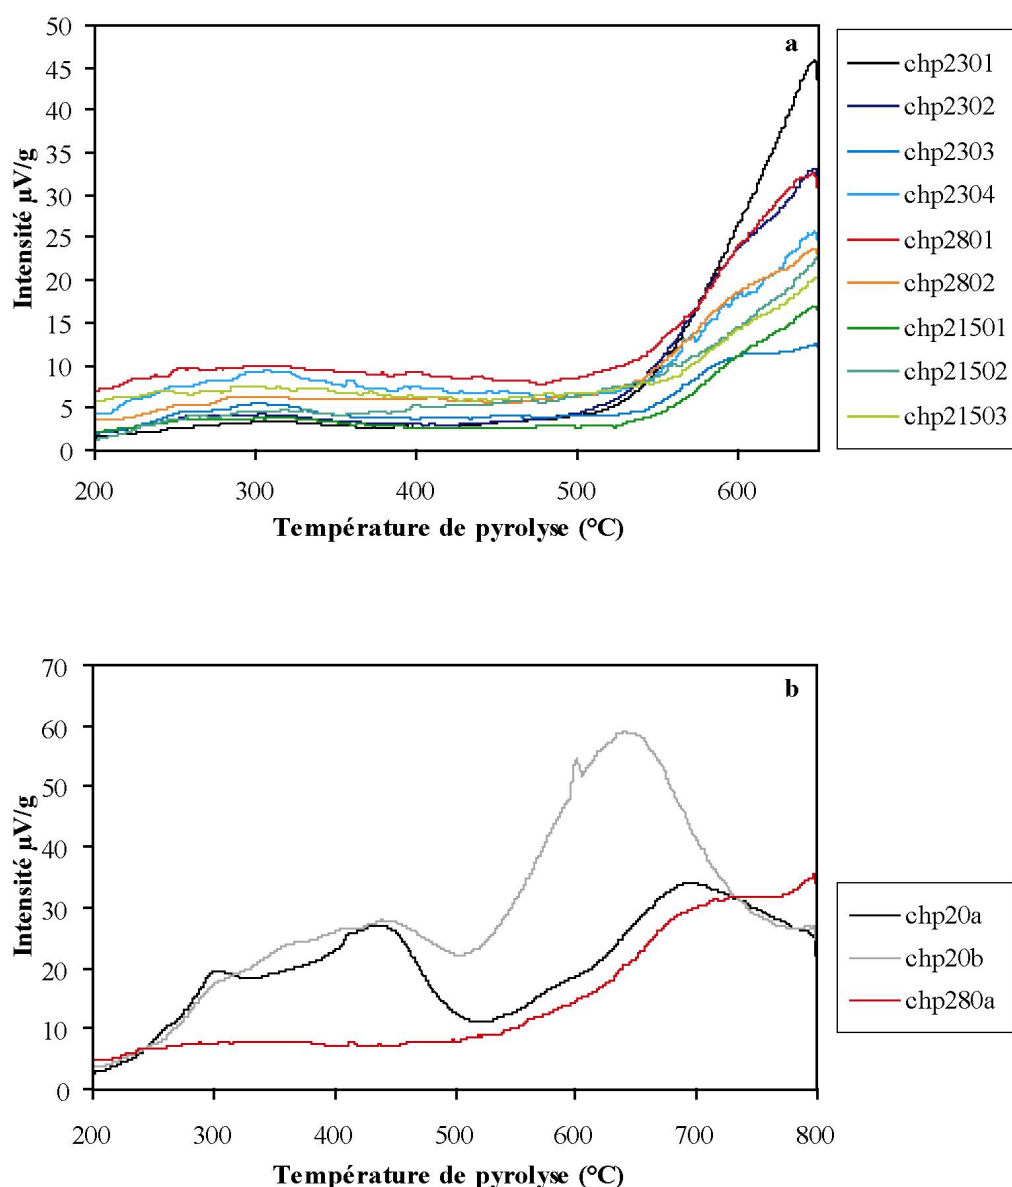 50
45
40
35
30
25
20
15
10
5
0
Intensité µV/g
a
200 300 400 500 600
Température de pyrolyse (°C)
chp2301
chp2302
chp2303
chp2304
chp2801
chp2802
chp21501
chp21502
chp21503
70
60
50
40
30
20
10
0
Intensité µV/g
b
200 300 400 500 600 700 800
Température de pyrolyse (°C)
chp20a
chp20b
chp280a